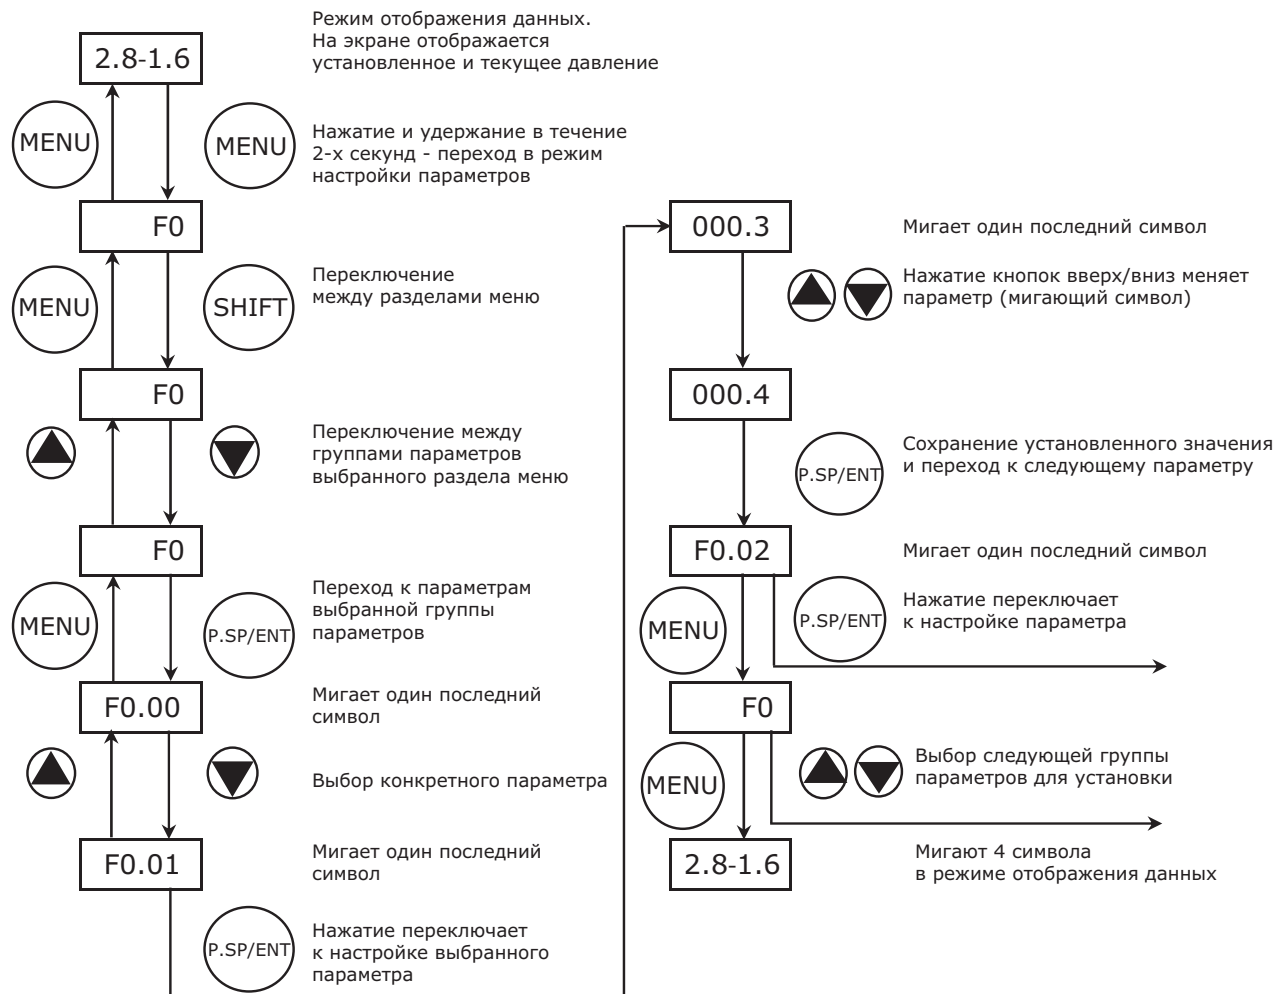 Режим отображения данных.
На экране отображается
установленное и текущее давление
2.8-1.6
MENU
MENU
Нажатие и удержание в течение
2-х секунд - переход в режим
настройки параметров
F0
MENU
SHIFT
Переключение
между разделами меню
F0
Переключение между
группами параметров
выбранного раздела меню
F0
MENU
P.SP/ENT
Переход к параметрам
выбранной группы
параметров
F0.00
Мигает один последний
символ
Выбор конкретного параметра
F0.01
Мигает один последний
символ
P.SP/ENT
Нажатие переключает
к настройке выбранного
параметра
000.3
Мигает один последний символ
Нажатие кнопок вверх/вниз меняет
параметр (мигающий символ)
000.4
P.SP/ENT
Сохранение установленного значения
и переход к следующему параметру
F0.02
Мигает один последний символ
MENU
P.SP/ENT
Нажатие переключает
к настройке параметра
F0
MENU
Выбор следующей группы
параметров для установки
2.8-1.6
Мигают 4 символа
в режиме отображения данных